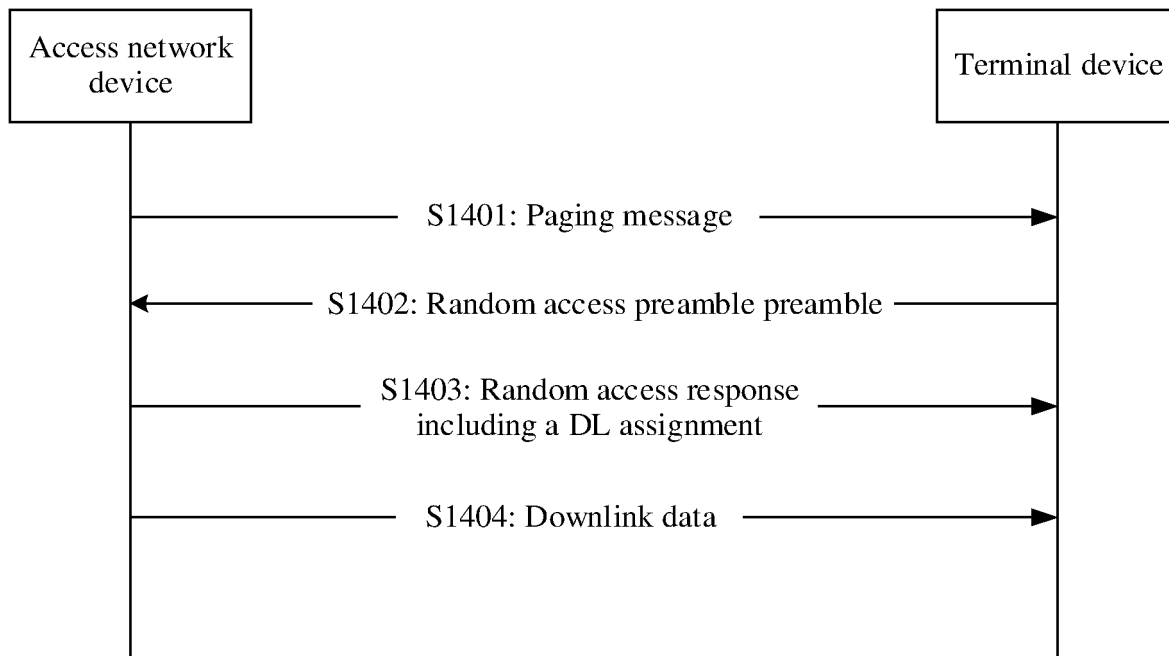 Access network
device
Terminal device
S1401: Paging message
S1402: Random access preamble preamble
S1403: Random access response
including a DL assignment
S1404: Downlink data